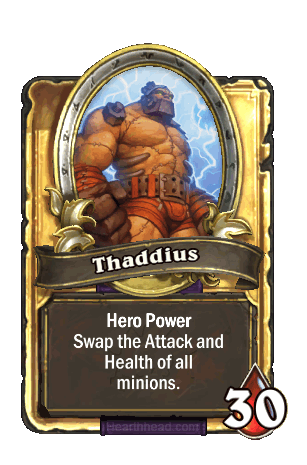 Thaddius
Hero Power
Swap the Attack and
Health of all
minions.
30
Hearthhead.com